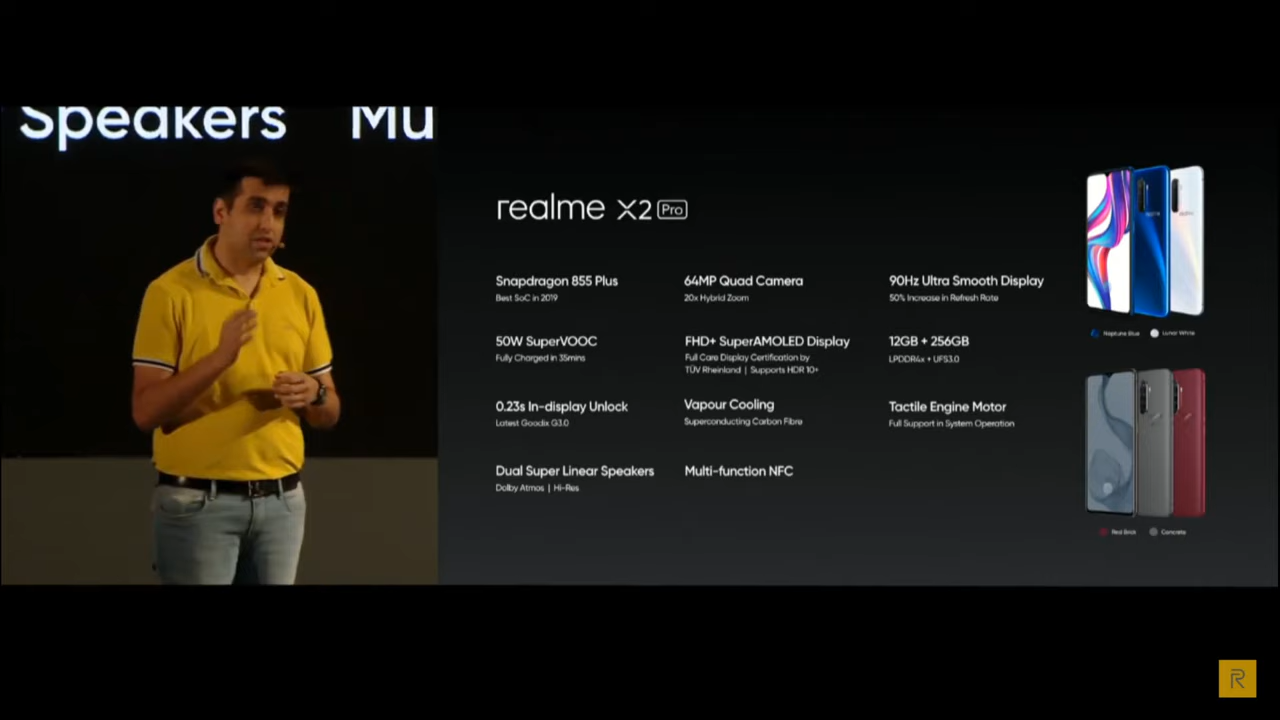 Speakers Mu
realme X2 Pro
Snapdragon 855 Plus
Best SoC in 2019
64MP Quad Camera
20x Hybrid Zoom
90Hz Ultra Smooth Display
50% Increase in Refresh Rate
50W SuperVOOC
Fully Charged in 35mins
FHD+ SuperAMOLED Display
Full Care Display Certification by
TÜV Rheinland | Supports HDR 10+
12GB + 256GB
LPDDR4x + UFS3.0
Neptune Blue
Lunar White
0.23s In-display Unlock
Latest Goodix G3.0
Vapour Cooling
Superconducting Carbon Fibre
Tactile Engine Motor
Full Support in System Operation
Dual Super Linear Speakers
Dolby Atmos | Hi-Res
Multi-function NFC
Red Brick
Concrete
R